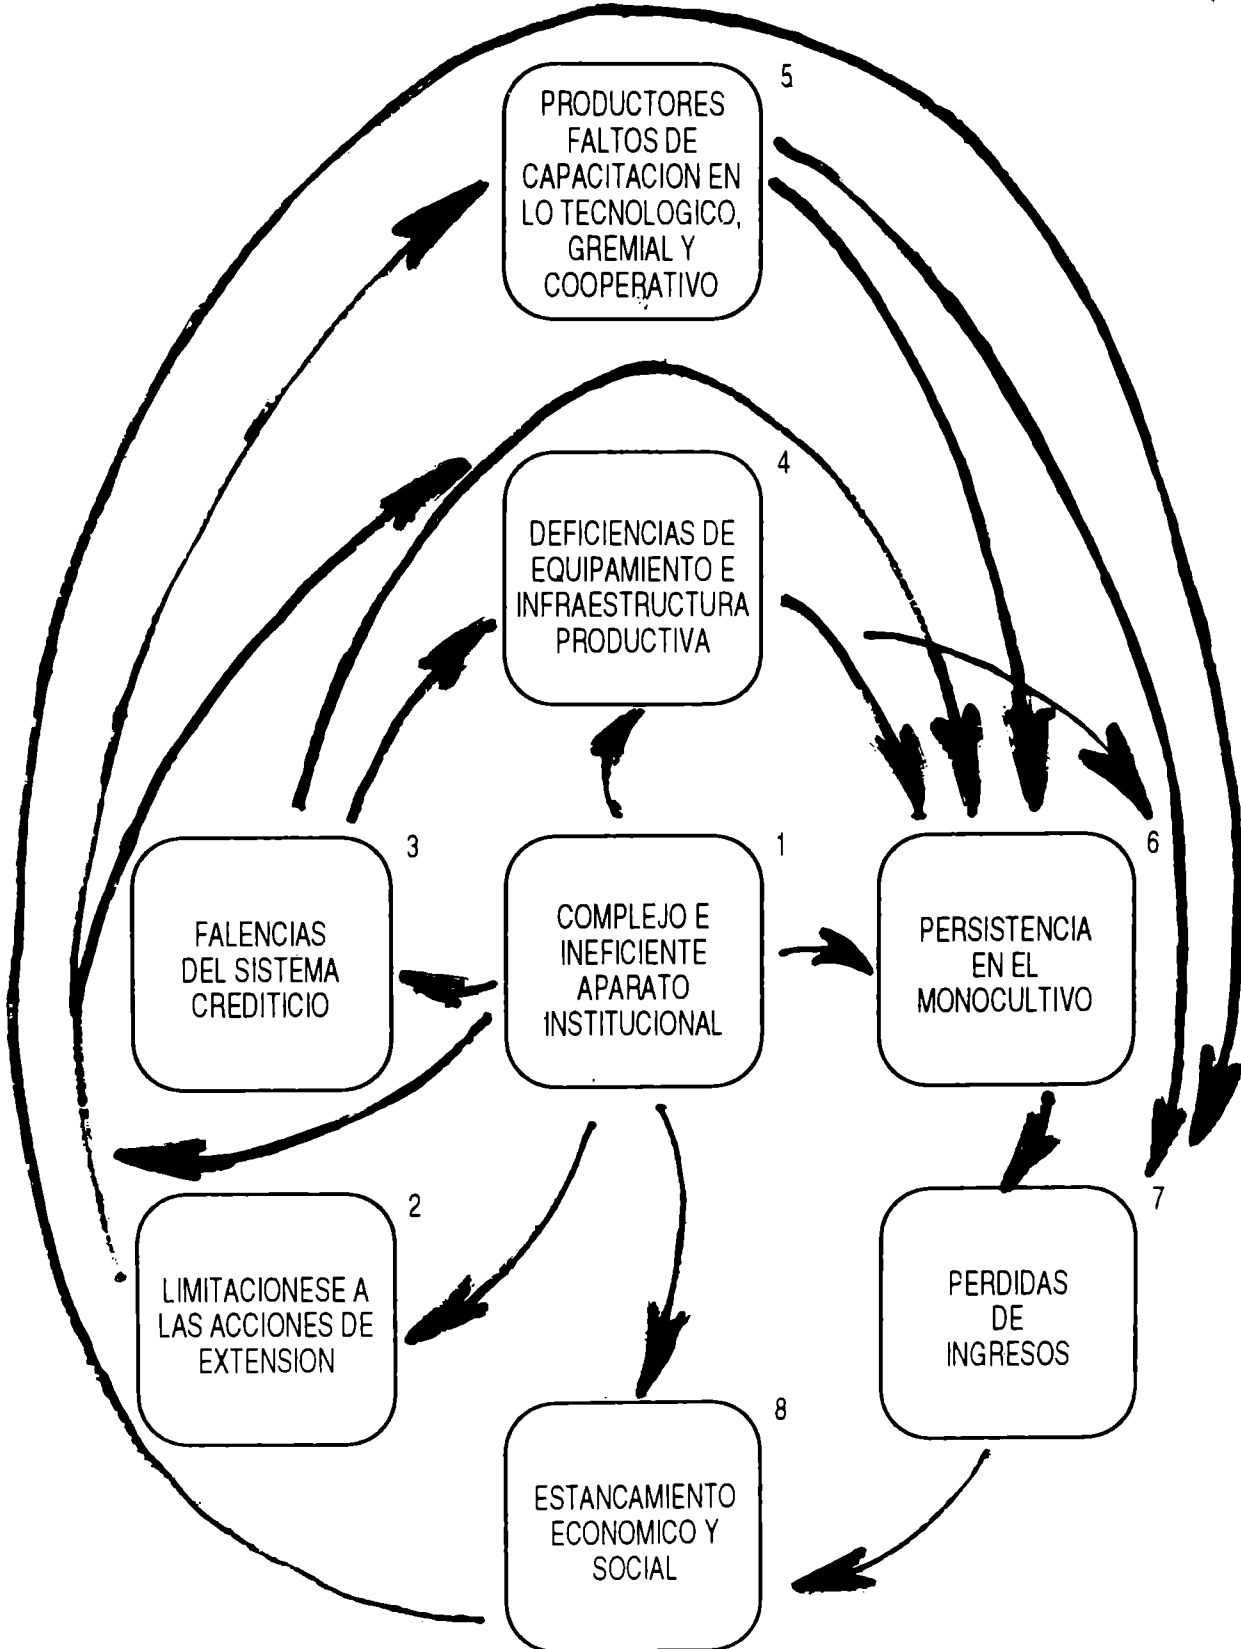 5
PRODUCTORES
FALTOS DE
CAPACITACION EN
LO TECNOLOGICO,
GREMIAL Y
COOPERATIVO
4
DEFICIENCIAS DE
EQUIPAMIENTO E
INFRAESTRUCTURA
PRODUCTIVA
3
FALENCIAS
DEL SISTEMA
CREDITICIO
1
COMPLEJO E
INEFICIENTE
APARATO
INSTITUCIONAL
6
PERSISTENCIA
EN EL
MONOCULTIVO
2
LIMITACIONESE A
LAS ACCIONES DE
EXTENSION
7
PERDIDAS
DE
INGRESOS
8
ESTANCAMIENTO
ECONOMICO Y
SOCIAL